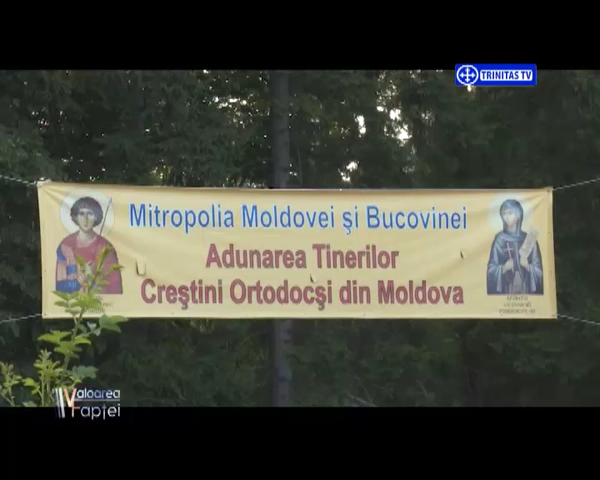 TRINITAS TV
Mitropolia Moldovei şi Bucovinei
Adunarea Tinerilor
Creştini Ortodocşi din Moldova
Valoarea
Faptei